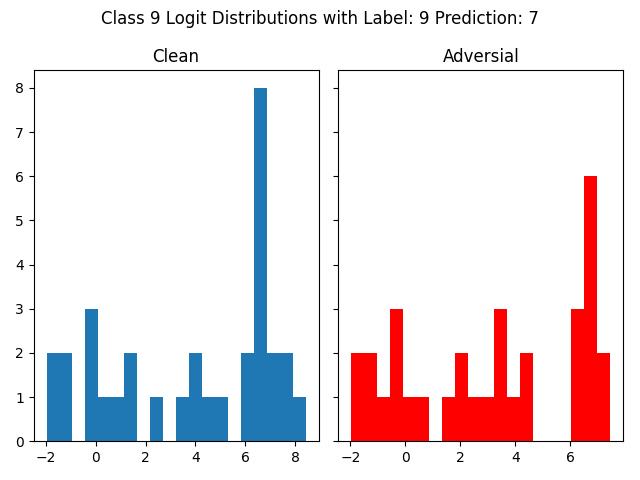 Class 9 Logit Distributions with Label: 9 Prediction: 7
Clean
Adversial
8
7
6
5
4
3
2
1
0
−2 0 2 4 6 8
−2 0 2 4 6